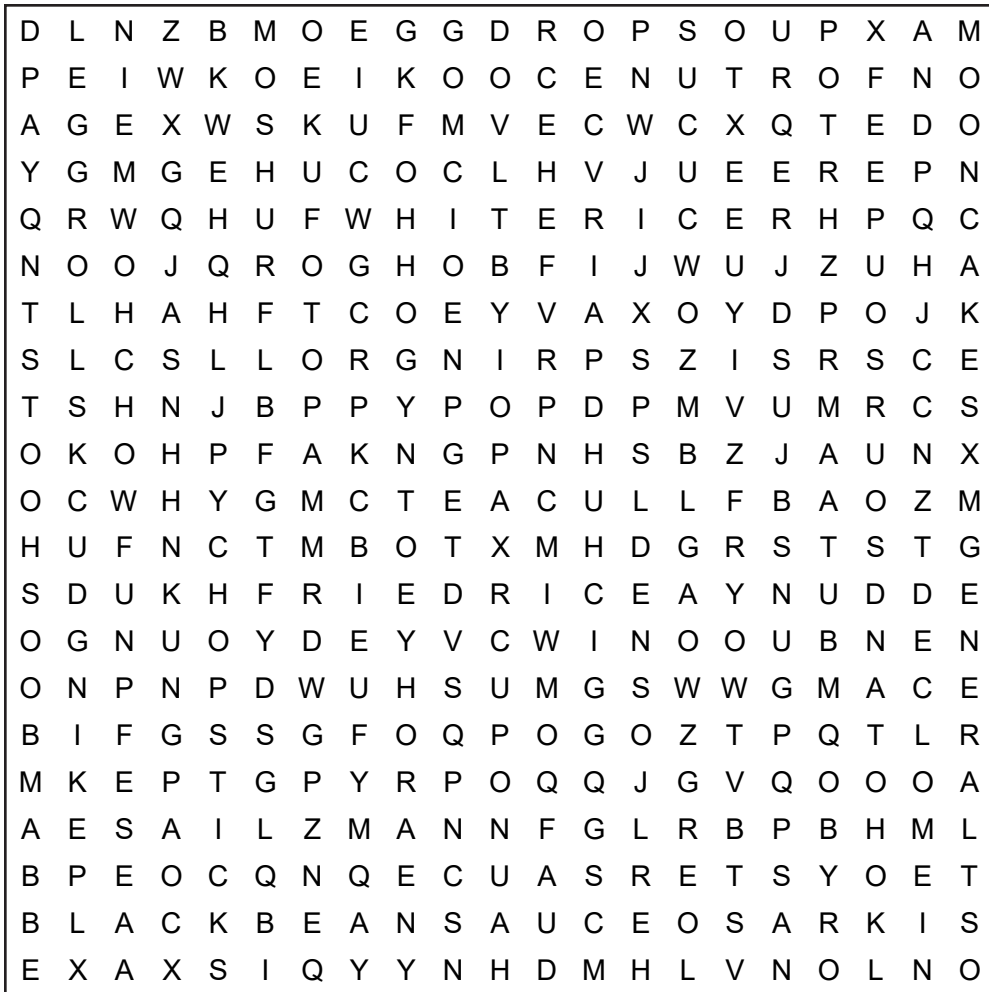 D L N Z B M O E G G D R O P S O U P X A M
P E I W K O E I K O O C E N U T R O F N O
A G E X W S K U F M V E C W C X Q T E D O
Y G M G E H U C O C L H V J U E E R E P N
Q R W Q H U F W H I T E R I C E R H P Q C
N O O J Q R O G H O B F I J W U J Z U H A
T L H A H F T C O E Y V A X O Y D P O J K
S L C S L L O R G N I R P S Z I S R S C E
T S H N J B P P Y P O P D P M V U M R C S
O K O H P F A K N G P N H S B Z J A U N X
O C W H Y G M C T E A C U L L F B A O Z M
H U F N C T M B O T X M H D G R S T S T G
S D U K H F R I E D R I C E A Y N U D D E
O G N U O Y D E Y V C W I N O O U B N E N
O N P N P D W U H S U M G S W W G M A C E
B I F G S S G F O Q P O G O Z T P Q T L R
M K E P T G P Y R P O Q Q J G V Q O O O A
A E S A I L Z M A N N F G L R B P B H M L
B P E O C Q N Q E C U A S R E T S Y O E T
B L A C K B E A N S A U C E O S A R K I S
E X A X S I Q Y Y N H D M H L V N O L N O